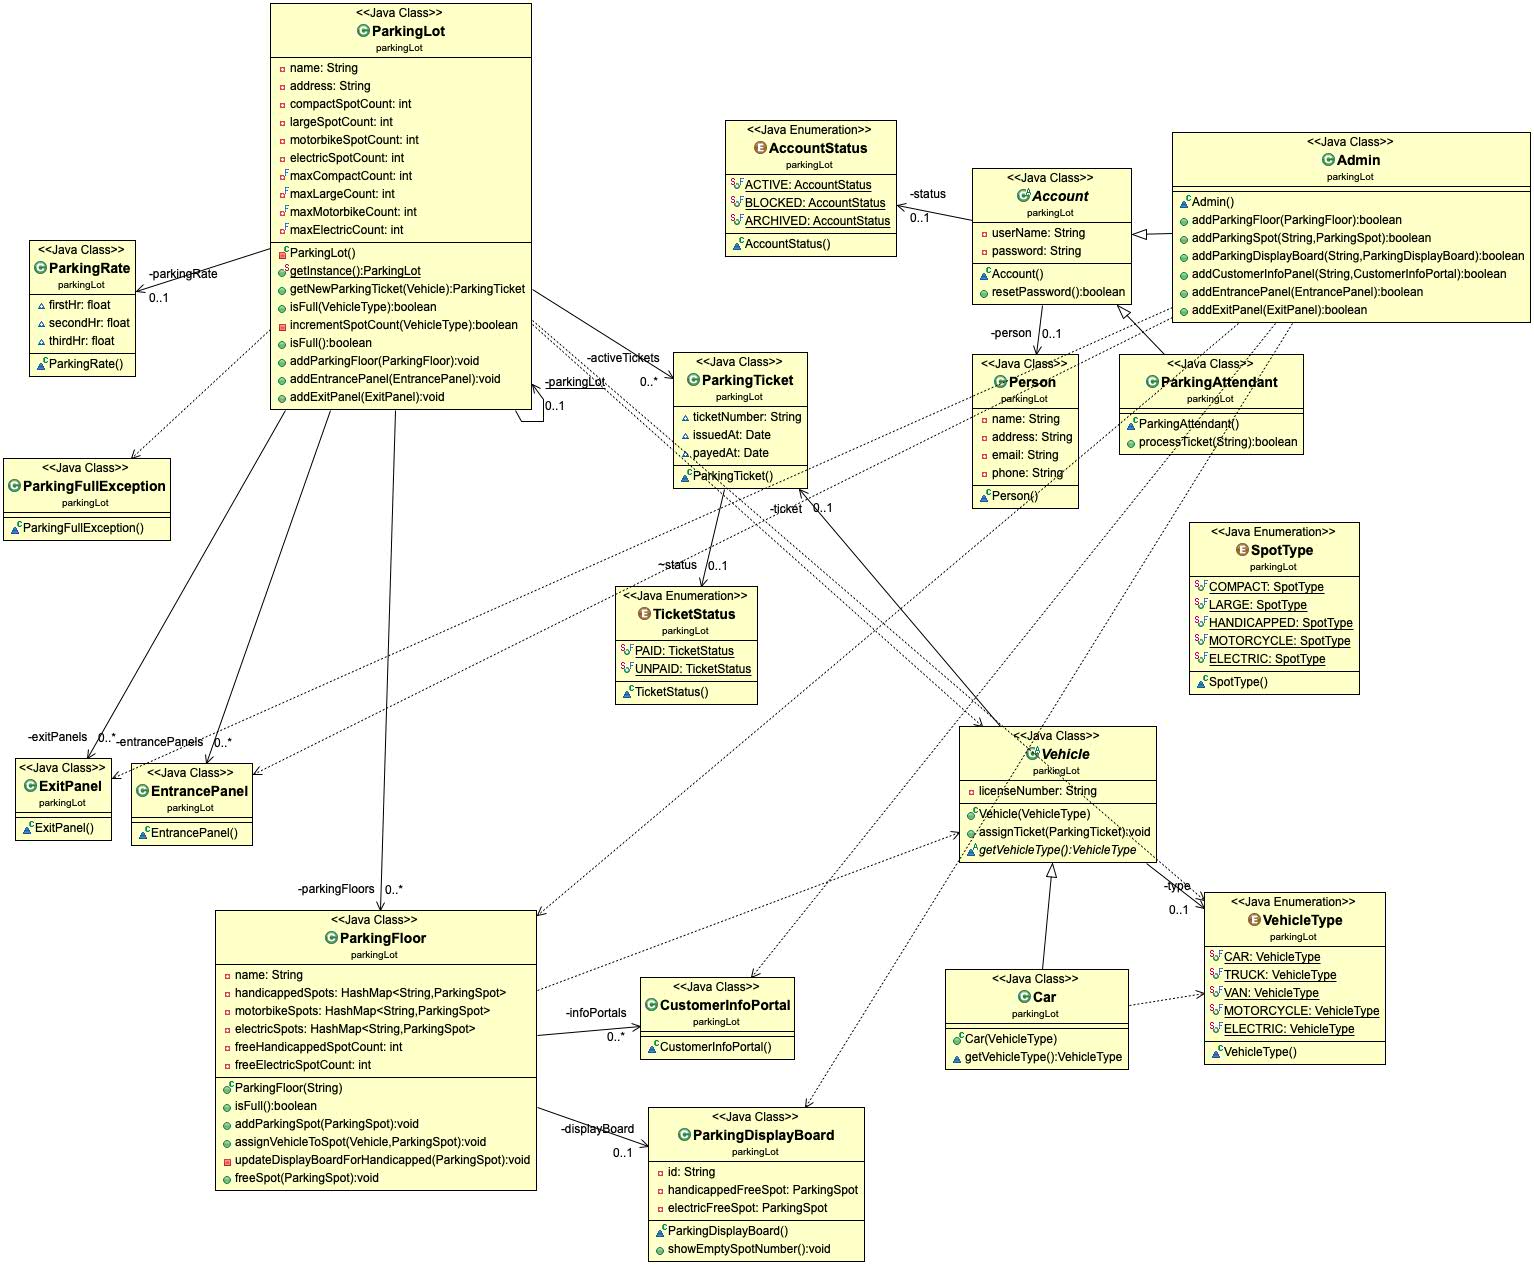 <<Java Class>>
ParkingLot
parkingLot
name: String
address: String
compactSpotCount: int
largeSpotCount: int
motorbikeSpotCount: int
electricSpotCount: int
maxCompactCount: int
maxLargeCount: int
maxMotorbikeCount: int
maxElectricCount: int
ParkingLot()
getInstance():ParkingLot
getNewParkingTicket(Vehicle):ParkingTicket
isFull(VehicleType):boolean
incrementSpotCount(VehicleType):boolean
isFull():boolean
addParkingFloor(ParkingFloor):void
addEntrancePanel(EntrancePanel):void
addExitPanel(ExitPanel):void
<<Java Enumeration>>
AccountStatus
parkingLot
ACTIVE: AccountStatus
BLOCKED: AccountStatus
ARCHIVED: AccountStatus
AccountStatus()
-status
0..1
<<Java Class>>
Account
parkingLot
userName: String
password: String
Account()
resetPassword():boolean
<<Java Class>>
Admin
parkingLot
Admin()
addParkingFloor(ParkingFloor):boolean
addParkingSpot(String,ParkingSpot):boolean
addParkingDisplayBoard(String,ParkingDisplayBoard):boolean
addCustomerInfoPanel(String,CustomerInfoPortal):boolean
addEntrancePanel(EntrancePanel):boolean
addExitPanel(ExitPanel):boolean
<<Java Class>>
ParkingRate
parkingLot
firstHr: float
secondHr: float
thirdHr: float
ParkingRate()
-parkingRate
0..1
-activeTickets
0..*
-parkingLot
0..1
<<Java Class>>
ParkingTicket
parkingLot
ticketNumber: String
issuedAt: Date
payedAt: Date
ParkingTicket()
-person
0..1
<<Java Class>>
Person
parkingLot
name: String
address: String
email: String
phone: String
Person()
<<Java Class>>
ParkingAttendant
parkingLot
ParkingAttendant()
processTicket(String):boolean
<<Java Class>>
ParkingFullException
parkingLot
ParkingFullException()
-ticket
0..1
~status
0..1
<<Java Enumeration>>
TicketStatus
parkingLot
PAID: TicketStatus
UNPAID: TicketStatus
TicketStatus()
<<Java Enumeration>>
SpotType
parkingLot
COMPACT: SpotType
LARGE: SpotType
HANDICAPPED: SpotType
MOTORCYCLE: SpotType
ELECTRIC: SpotType
SpotType()
-exitPanels
0..*
-entrancePanels
0..*
<<Java Class>>
ExitPanel
parkingLot
ExitPanel()
<<Java Class>>
EntrancePanel
parkingLot
EntrancePanel()
<<Java Class>>
Vehicle
parkingLot
licenseNumber: String
Vehicle(VehicleType)
assignTicket(ParkingTicket):void
getVehicleType():VehicleType
-parkingFloors
0..*
-type
0..1
<<Java Class>>
ParkingFloor
parkingLot
name: String
handicappedSpots: HashMap<String,ParkingSpot>
motorbikeSpots: HashMap<String,ParkingSpot>
electricSpots: HashMap<String,ParkingSpot>
freeHandicappedSpotCount: int
freeElectricSpotCount: int
ParkingFloor(String)
isFull():boolean
addParkingSpot(ParkingSpot):void
assignVehicleToSpot(Vehicle,ParkingSpot):void
updateDisplayBoardForHandicapped(ParkingSpot):void
freeSpot(ParkingSpot):void
-infoPortals
0..*
<<Java Class>>
CustomerInfoPortal
parkingLot
CustomerInfoPortal()
<<Java Class>>
Car
parkingLot
Car(VehicleType)
getVehicleType():VehicleType
<<Java Enumeration>>
VehicleType
parkingLot
CAR: VehicleType
TRUCK: VehicleType
VAN: VehicleType
MOTORCYCLE: VehicleType
ELECTRIC: VehicleType
VehicleType()
-displayBoard
0..1
<<Java Class>>
ParkingDisplayBoard
parkingLot
id: String
handicappedFreeSpot: ParkingSpot
electricFreeSpot: ParkingSpot
ParkingDisplayBoard()
showEmptySpotNumber():void